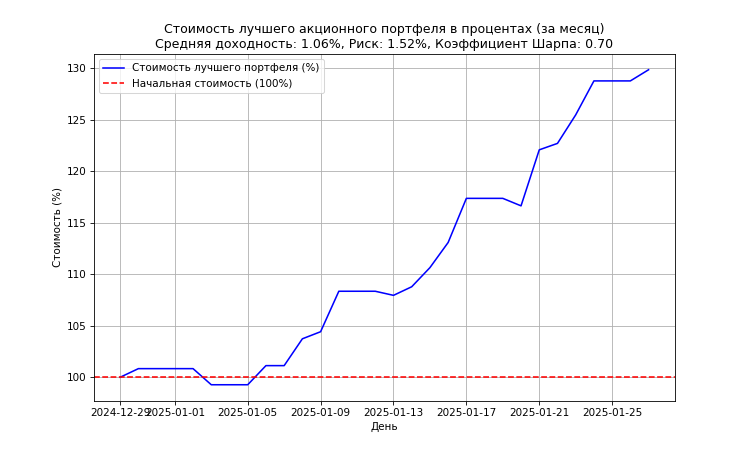 Стоимость лучшего акционного портфеля в процентах (за месяц)
Средняя доходность: 1.06%, Риск: 1.52%, Коэффициент Шарпа: 0.70
Стоимость лучшего портфеля (%)
Начальная стоимость (100%)
Стоимость (%)
130
125
120
115
110
105
100
2024-12-29 2025-01-01 2025-01-05 2025-01-09 2025-01-13 2025-01-17 2025-01-21 2025-01-25
День